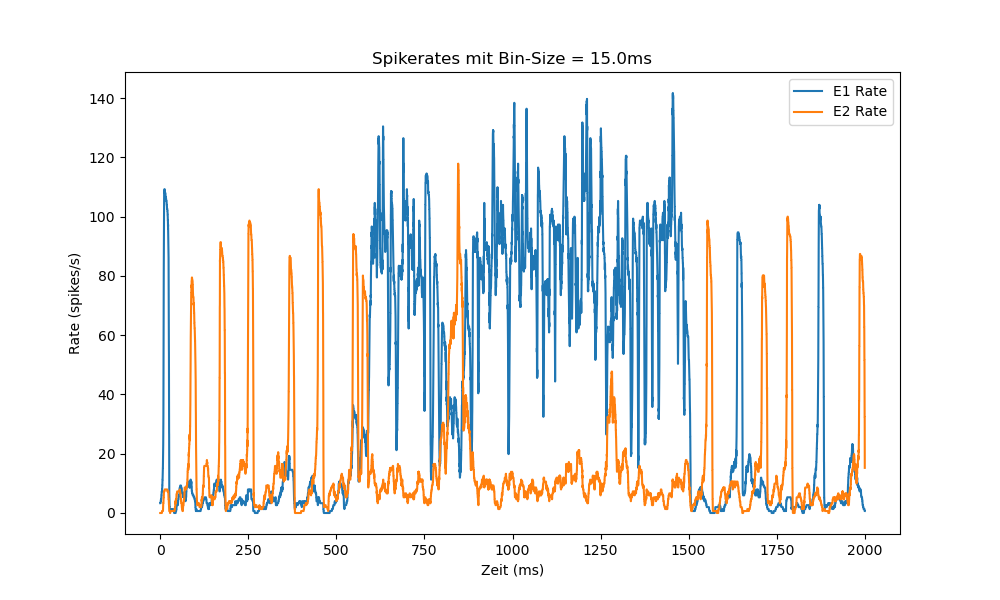 Spikerates mit Bin-Size = 15.0ms
E1 Rate
E2 Rate
Rate (spikes/s)
140
120
100
80
60
40
20
0
0 250 500 750 1000 1250 1500 1750 2000
Zeit (ms)